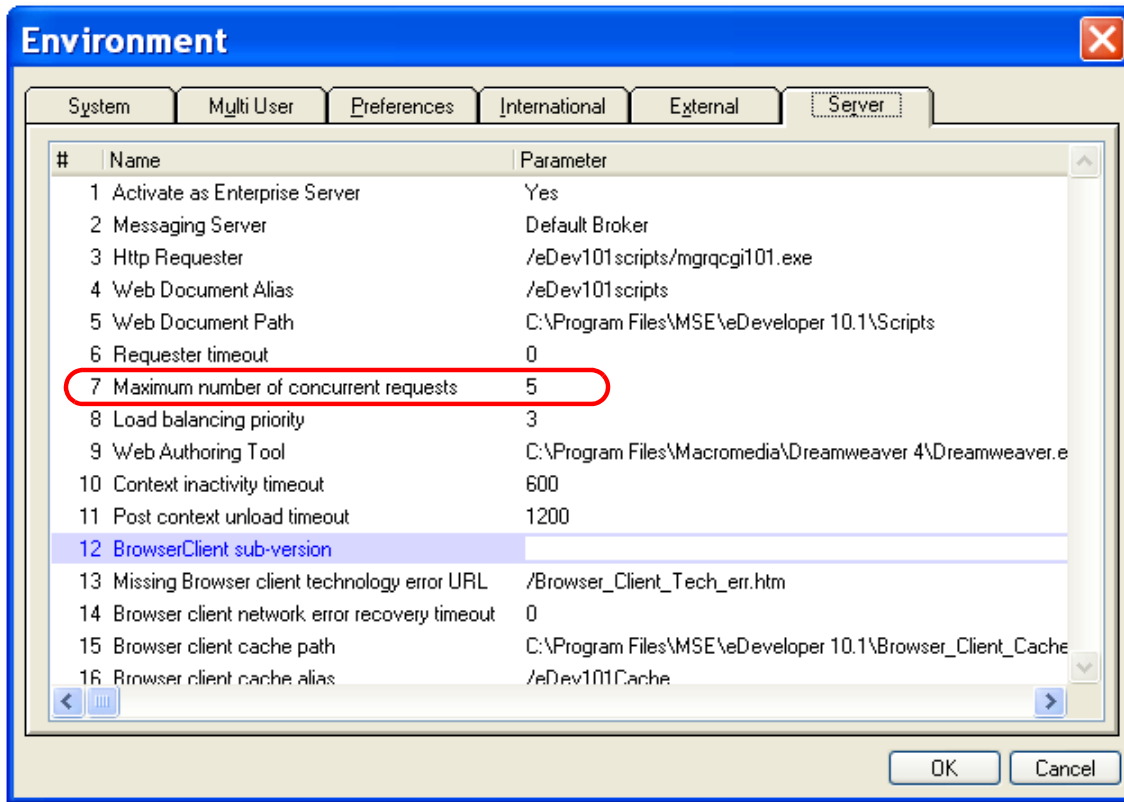 Environment
System Multi User Preferences International External Server
# Name Parameter
1 Activate as Enterprise Server Yes
2 Messaging Server Default Broker
3 Http Requester /eDev101scripts/mgrqcgi101.exe
4 Web Document Alias /eDev101scripts
5 Web Document Path C:\Program Files\MSE\eDeveloper 10.1\Scripts
6 Requester timeout 0
7 Maximum number of concurrent requests 5
8 Load balancing priority 3
9 Web Authoring Tool C:\Program Files\Macromedia\Dreamweaver 4\Dreamweaver.e
10 Context inactivity timeout 600
11 Post context unload timeout 1200
12 BrowserClient sub-version
13 Missing Browser client technology error URL /Browser_Client_Tech_err.htm
14 Browser client network error recovery timeout 0
15 Browser client cache path C:\Program Files\MSE\eDeveloper 10.1\Browser_Client_Cache
16 Browser client cache alias /eDev101Cache
OK Cancel